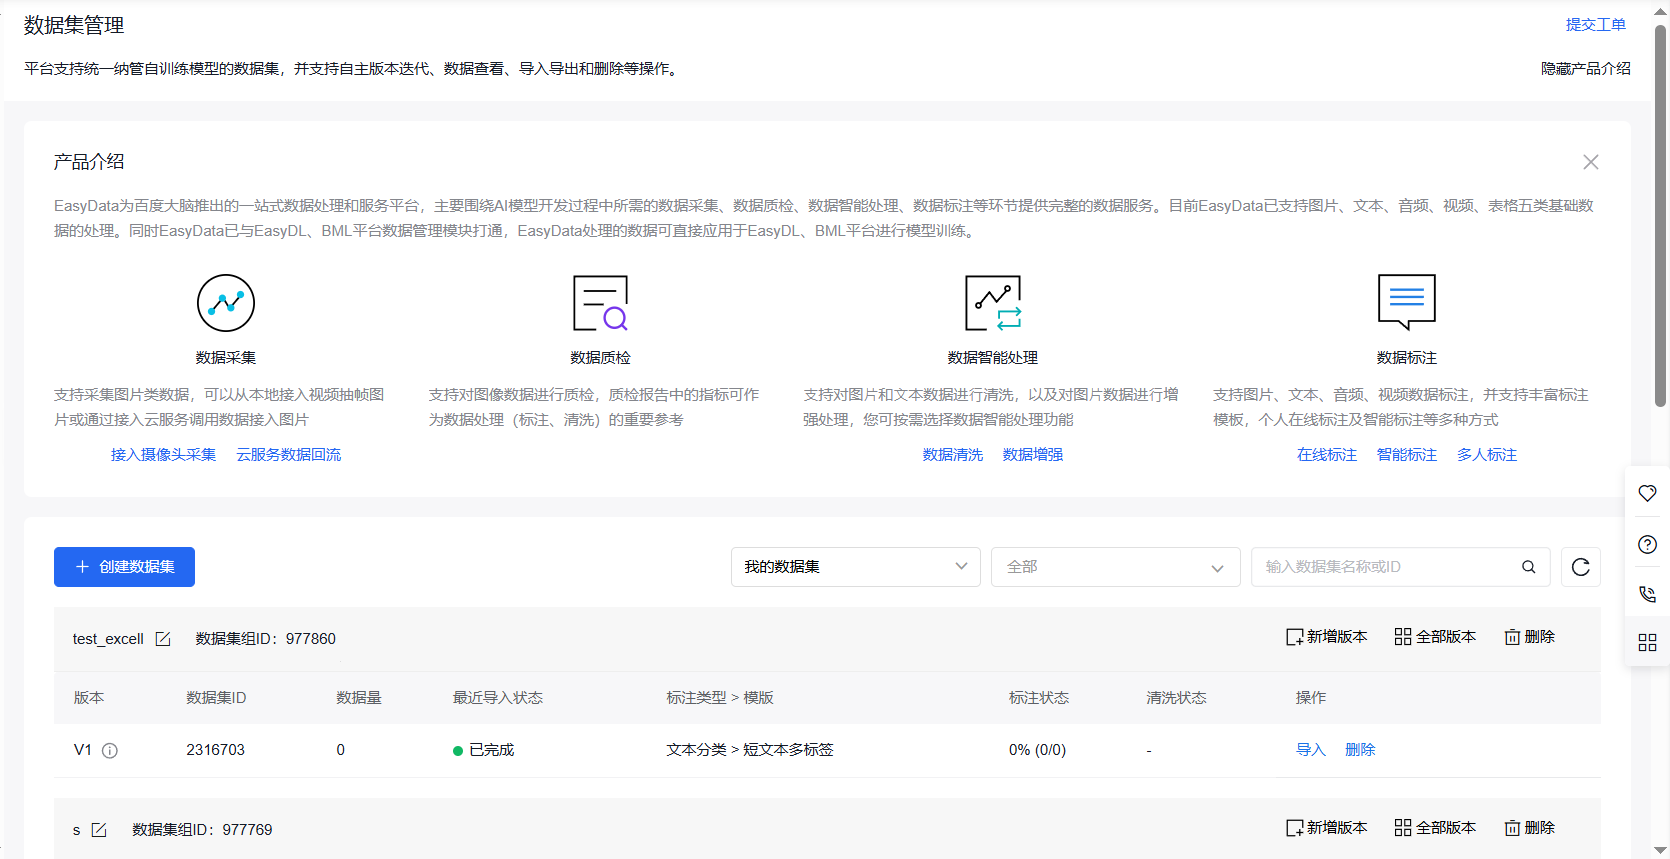 数据集管理
提交工单
平台支持统一纳管自训练模型的数据集，并支持自主版本迭代、数据查看、导入导出和删除等操作。
隐藏产品介绍
产品介绍
EasyData为百度大脑推出的一站式数据处理和服务平台，主要围绕AI模型开发过程中所需的数据采集、数据质检、数据智能处理、数据标注等环节提供完整的数据服务。目前EasyData已支持图片、文本、音频、视频、表格五类基础数
据的处理。同时EasyData已与EasyDL、BML平台数据管理模块打通，EasyData处理的数据可直接应用于EasyDL、BML平台进行模型训练。
数据采集
支持采集图片类数据，可以从本地接入视频抽帧图
片或通过接入云服务调用数据接入图片
接入摄像头采集 云服务数据回流
数据质检
支持对图像数据进行质检，质检报告中的指标可作
为数据处理（标注、清洗）的重要参考
数据智能处理
支持对图片和文本数据进行清洗，以及对图片数据进行增
强处理，您可按需选择数据智能处理功能
数据清洗 数据增强
数据标注
支持图片、文本、音频、视频数据标注，并支持丰富标注
模板，个人在线标注及智能标注等多种方式
在线标注 智能标注 多人标注
创建数据集 我的数据集 全部 输入数据集名称或ID
test_excell 数据集组ID：977860 新增版本 全部版本 删除
版本 数据集ID 数据量 最近导入状态 标注类型 > 模版 标注状态 清洗状态 操作
V1 2316703 0 已完成 文本分类 > 短文本多标签 0% (0/0) - 导入 删除
s 数据集组ID：977769 新增版本 全部版本 删除